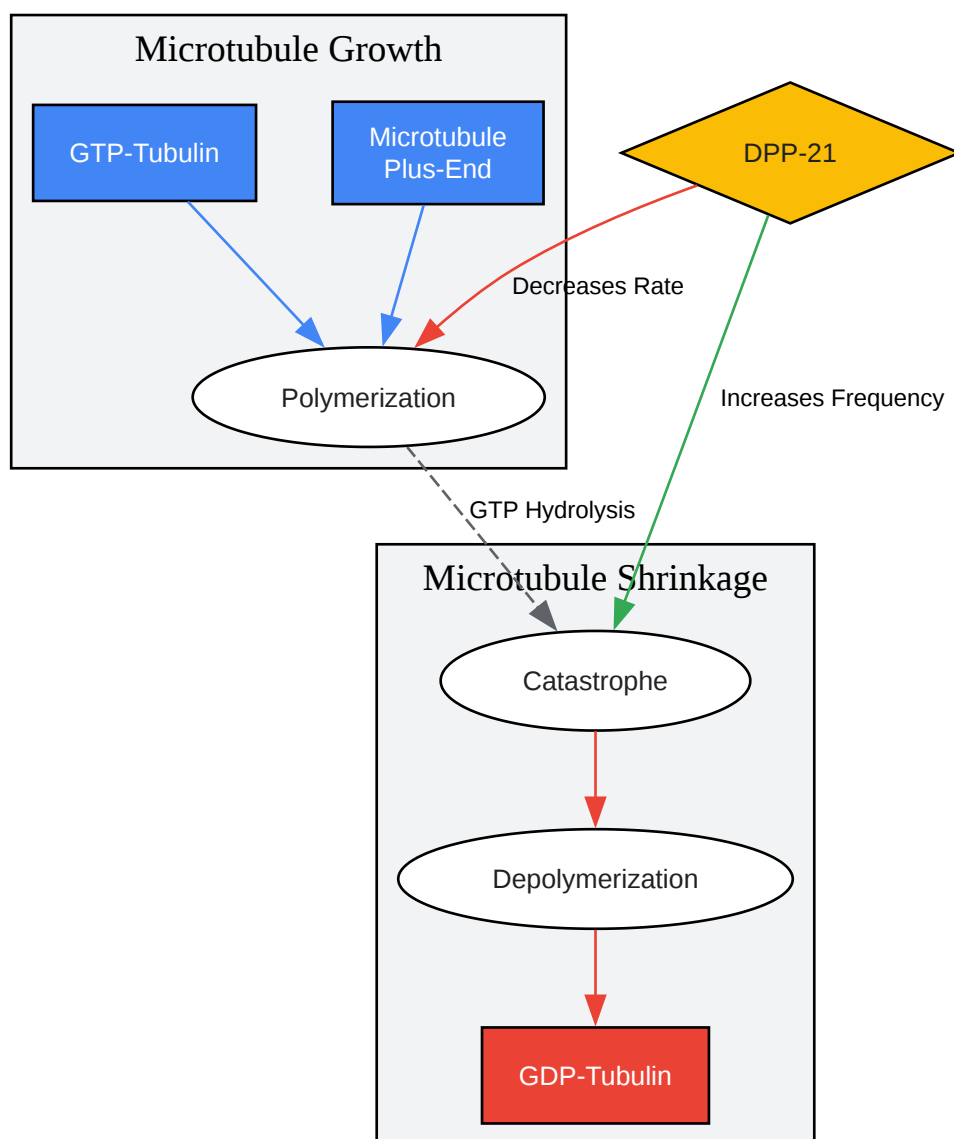 Microtubule Growth
GTP-Tubulin
Microtubule
Plus-End
DPP-21
Decreases Rate
Polymerization
Increases Frequency
GTP Hydrolysis
Microtubule Shrinkage
Catastrophe
Depolymerization
GDP-Tubulin